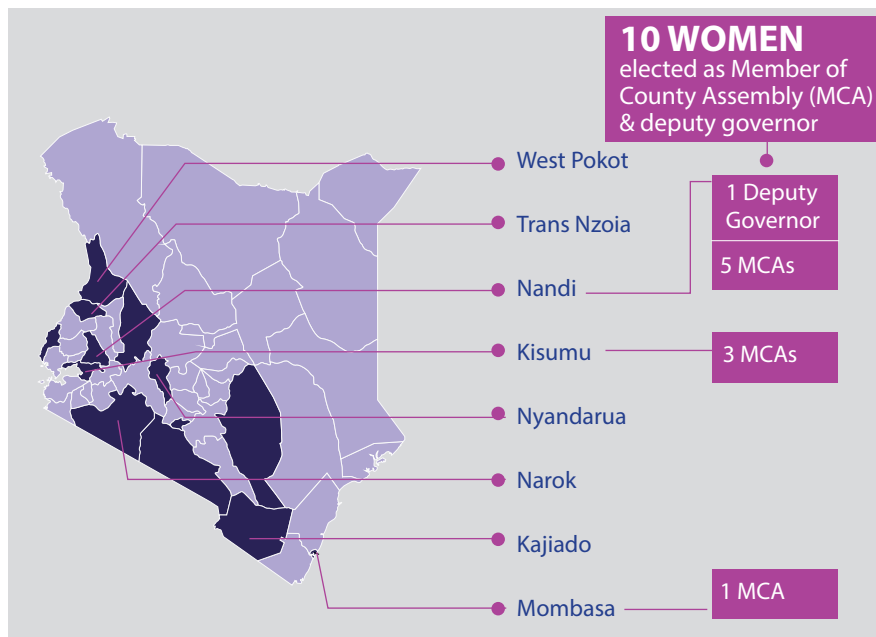 10 WOMEN
elected as Member of
County Assembly (MCA)
& deputy governor
West Pokot
1 Deputy
Governor
Trans Nzoia
5 MCAs
Nandi
Kisumu
3 MCAs
Nyandarua
Narok
Kajiado
Mombasa
1 MCA